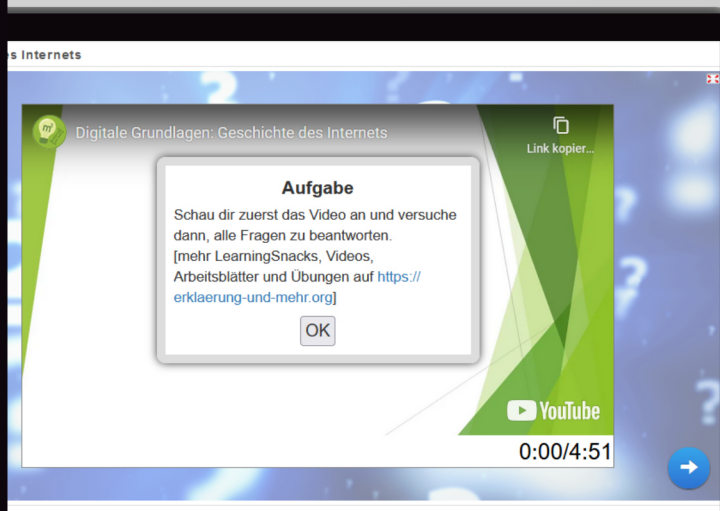 es Internets
Digitale Grundlagen: Geschichte des Internets
Link kopier...
Aufgabe
Schau dir zuerst das Video an und versuche
dann, alle Fragen zu beantworten.
[mehr LearningSnacks, Videos,
Arbeitsblätter und Übungen auf https://
erklaerung-und-mehr.org]
OK
YouTube
0:00/4:51